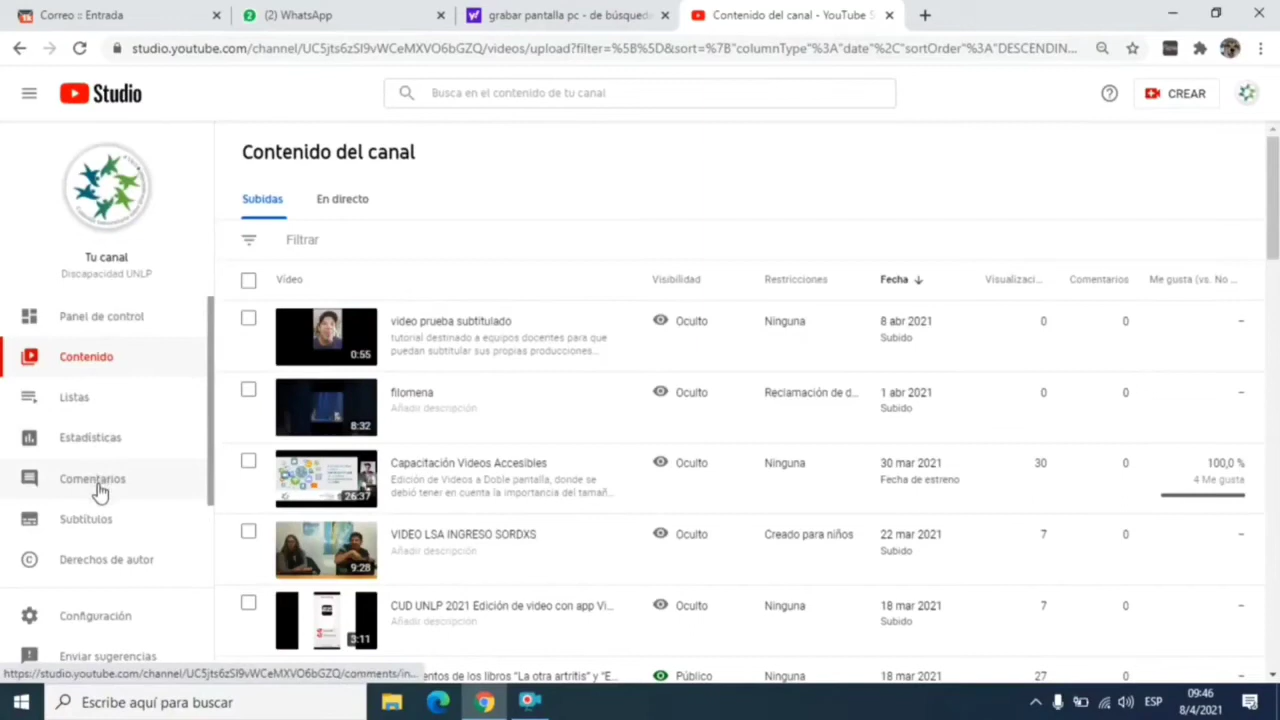 Correo :: Entrada
(2) WhatsApp
grabar pantalla pc - de búsqued
Contenido del canal - YouTube S
studio.youtube.com/channel/UC5jts6zSI9vWCeMXVO6bGZQ/videos/upload?filter=%5B%5D&sort=%7B"columnType"%3A"date"%2C"sortOrder"%3A"DESCENDIN...
Studio
Busca en el contenido de tu canal
CREAR
Contenido del canal
Subidas
En directo
Filtrar
Tu canal
Discapacidad UNLP
Panel de control
Contenido
Listas
Estadísticas
Comentarios
Subtítulos
Derechos de autor
Configuración
Enviar sugerencias
Vídeo Visibilidad Restricciones Fecha Visualizaci... Comentarios Me gusta (vs. No ...
video prueba subtitulado Oculto Ninguna 8 abr 2021 0 0 –
tutorial destinado a equipos docentes para que Subido
puedan subtitular sus propias producciones...
0:55
filomena Oculto Reclamación de d... 1 abr 2021 0 0 –
Añadir descripción Subido
8:32
Capacitación Videos Accesibles Oculto Ninguna 30 mar 2021 30 0 100,0 %
Edición de Videos a Doble pantalla, donde se Fecha de estreno 4 Me gusta
debió tener en cuenta la importancia del tamañ...
26:37
VIDEO LSA INGRESO SORDXS Oculto Creado para niños 22 mar 2021 7 0 –
Añadir descripción Subido
9:28
CUD UNLP 2021 Edición de video con app Vi... Oculto Ninguna 18 mar 2021 7 0 –
Añadir descripción Subido
3:11
entos de los libros "La otra artritis" y "E... Público Ninguna 18 mar 2021 27 0 –
https://studio.youtube.com/channel/UC5jts6zSI9vWCeMXVO6bGZQ/comments/in...
Escribe aquí para buscar
ESP
09:46
8/4/2021